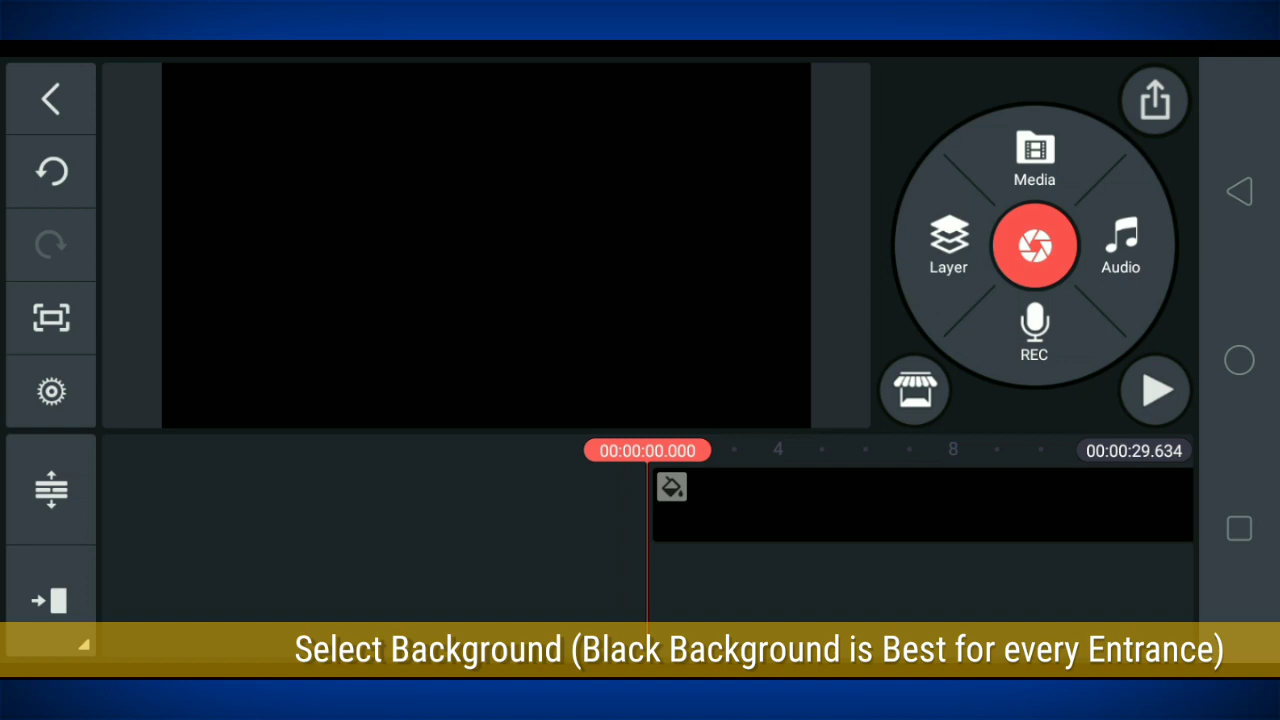 Media
Layer
Audio
REC
00:00:00.000
4
8
00:00:29.634
Select Background (Black Background is Best for every Entrance)